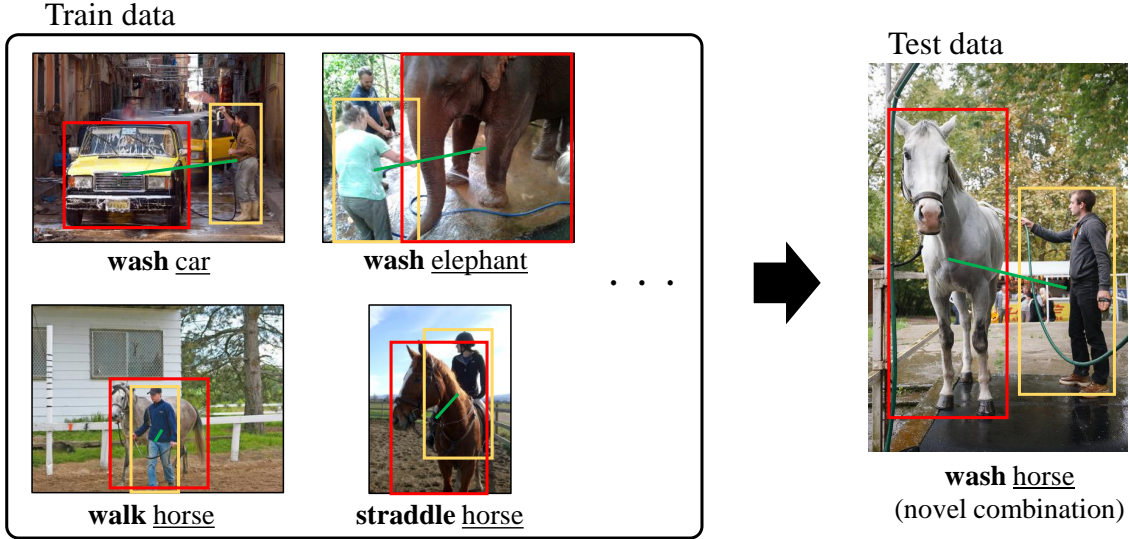 Train data
wash car
wash elephant
. . .
walk horse
straddle horse
Test data
wash horse
(novel combination)